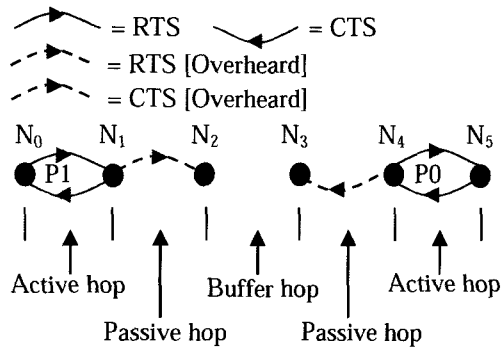 = RTS = CTS
= RTS [Overheard]
= CTS [Overheard]
N0 N1 N2 N3 N4 N5
P1 P0
Active hop Buffer hop Active hop
Passive hop Passive hop